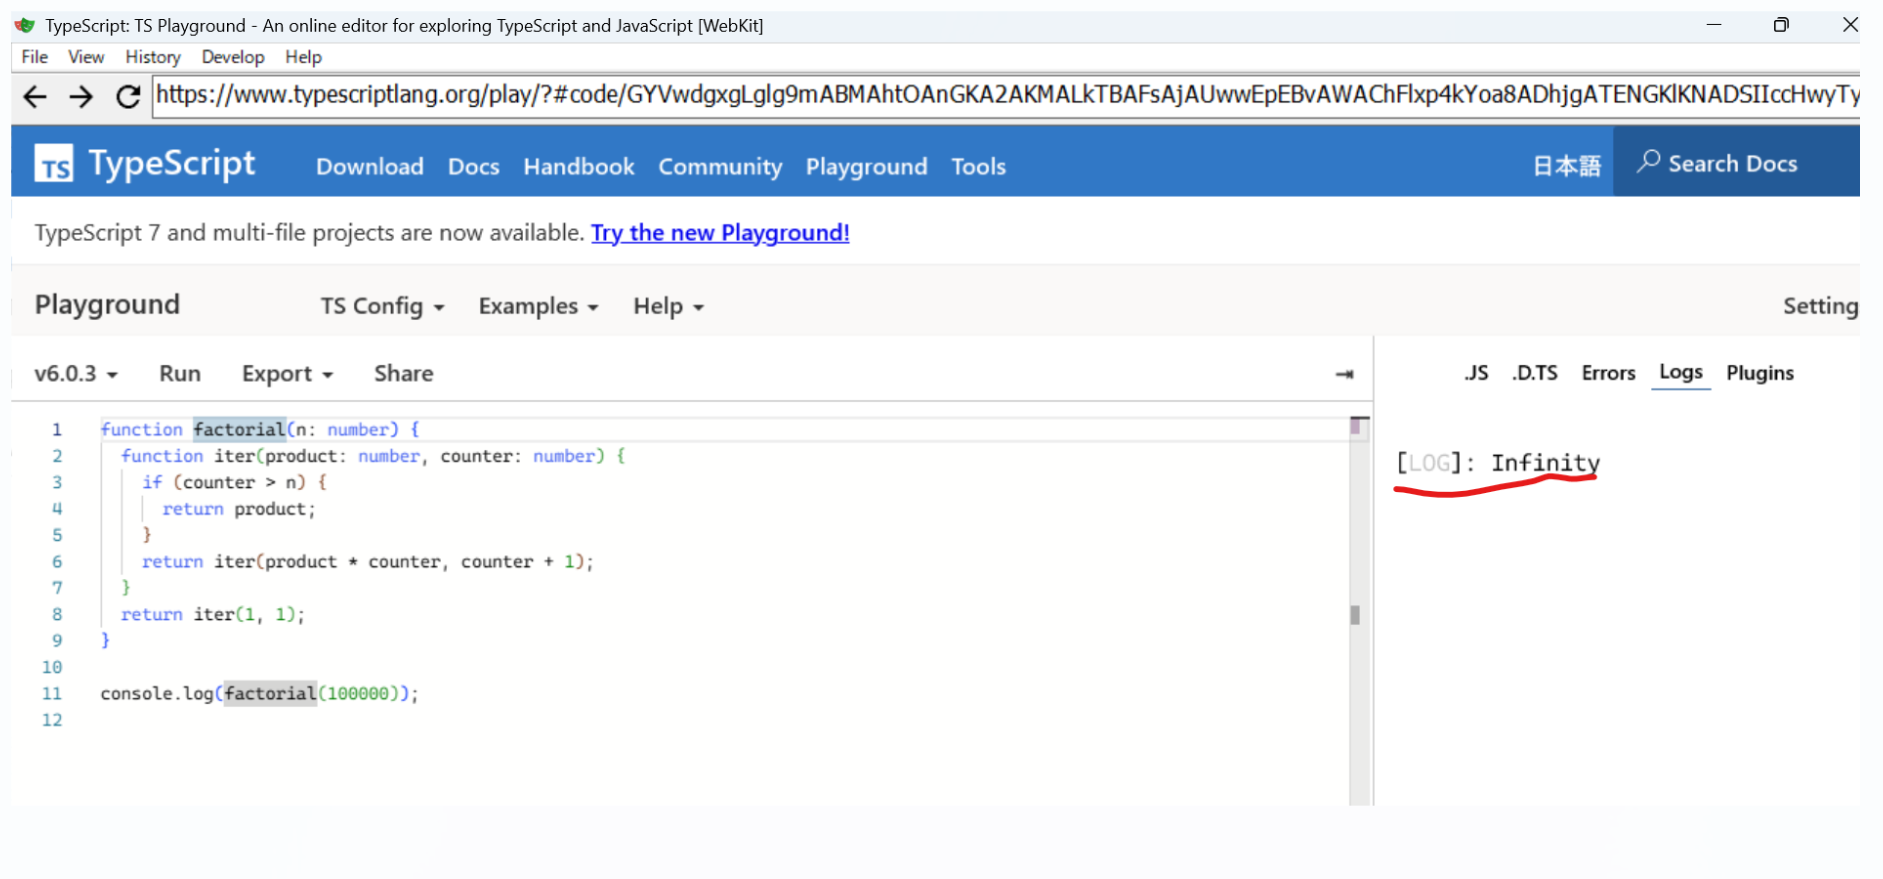 TypeScript: TS Playground - An online editor for exploring TypeScript and JavaScript [WebKit]
File View History Develop Help
https://www.typescriptlang.org/play/?#code/GYVwdgxgLglg9mABMAhtOAnGKA2AKMALkTBAFsAjAUwwEpEBvAWAChFlxp4kYoa8ADhjgATENGKlKNADSIIccHwyTy
TS TypeScript Download Docs Handbook Community Playground Tools 日本語 Search Docs
TypeScript 7 and multi-file projects are now available. Try the new Playground!
Playground TS Config Examples Help Setting
v6.0.3 Run Export Share .JS .D.TS Errors Logs Plugins
1 function factorial(n: number) {
2 function iter(product: number, counter: number) {
3 if (counter > n) {
4 return product;
5 }
6 return iter(product * counter, counter + 1);
7 }
8 return iter(1, 1);
9 }
10
11 console.log(factorial(100000));
12
[LOG]: Infinity